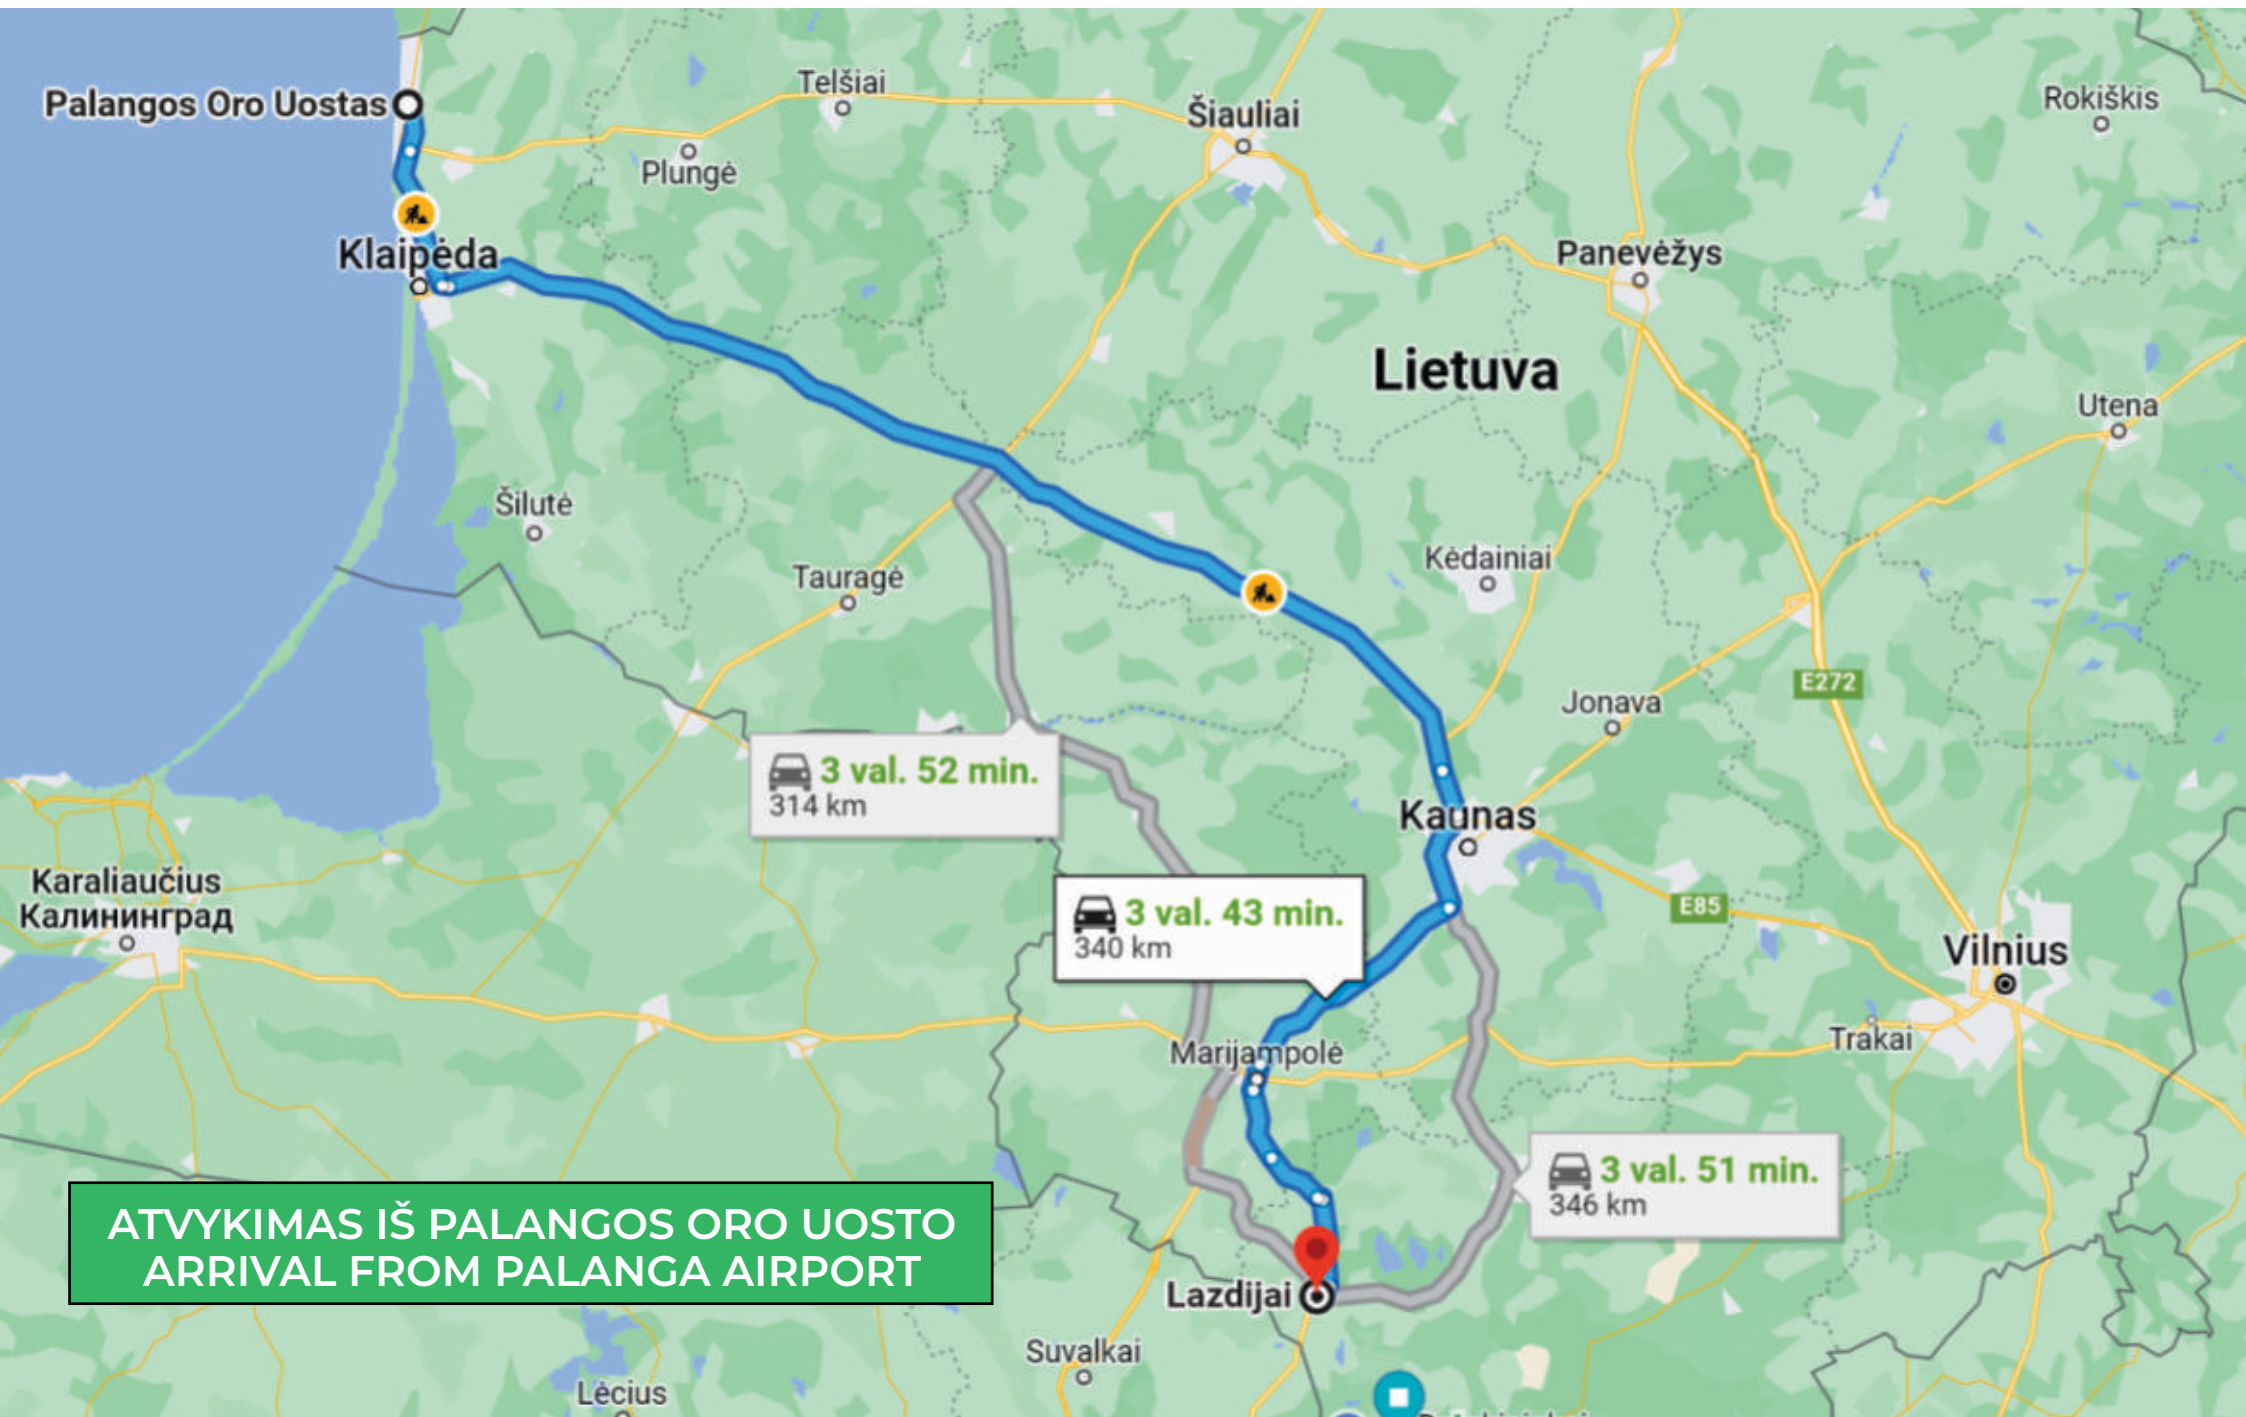 Telšiai
Rokiškis
Palangos Oro Uostas
Šiauliai
Plungė
Klaipėda
Panevėžys
Lietuva
Utena
Šilutė
Kėdainiai
Tauragė
E272
Jonava
3 val. 52 min.
314 km
Kaunas
Karaliaučius
Калининград
3 val. 43 min.
340 km
E85
Vilnius
Trakai
Marijampolė
3 val. 51 min.
346 km
ATVYKIMAS IŠ PALANGOS ORO UOSTO
ARRIVAL FROM PALANGA AIRPORT
Lazdijai
Suvalkai
Lėcius